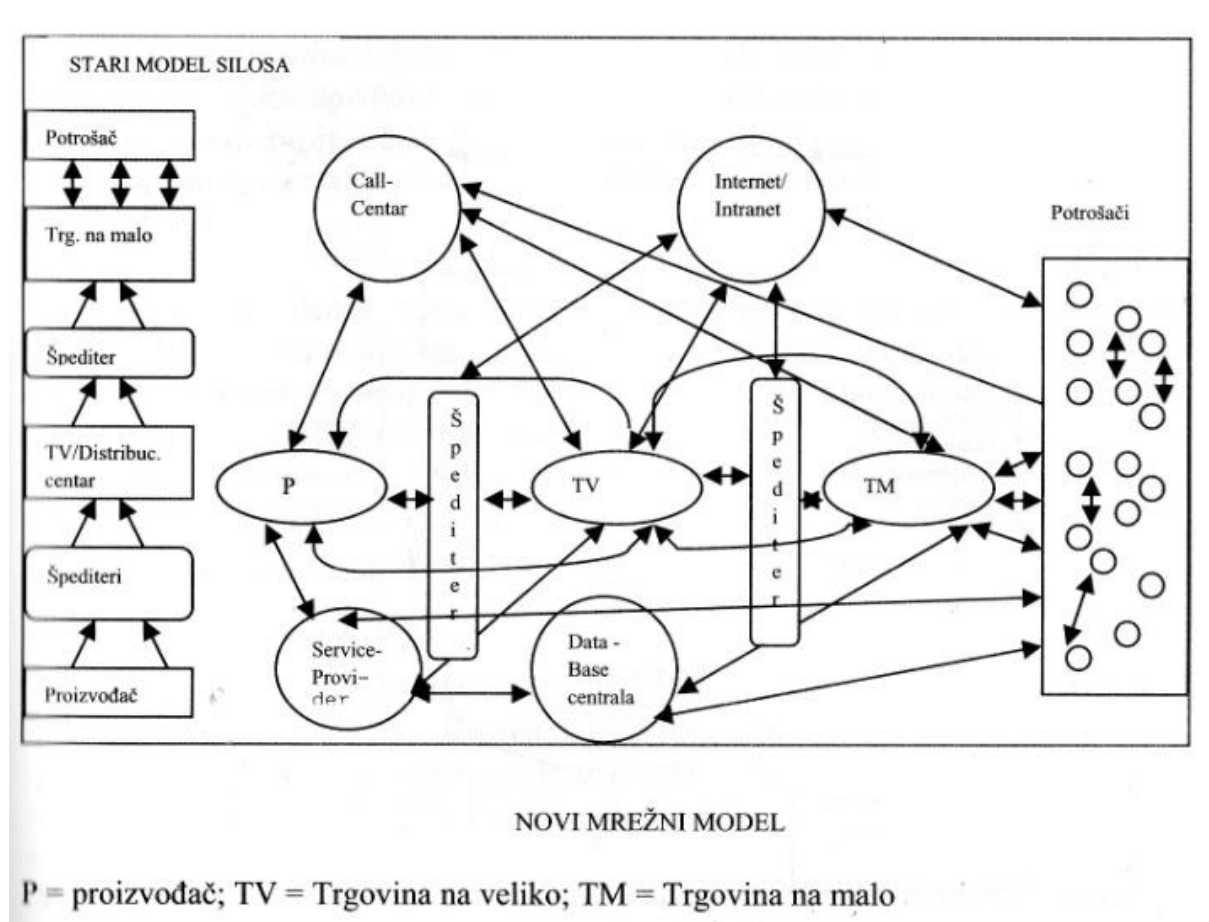 STARI MODEL SILOSA
Potrošač
Trg. na malo
Špediter
TV/Distribuc.
centar
Špediteri
Proizvođač
Call-
Centar
Internet/
Intranet
Potrošači
P
Špediter
TV
Špediter
TM
Service-
Provi-
der
Data -
Base
centrala
NOVI MREŽNI MODEL
P = proizvođač; TV = Trgovina na veliko; TM = Trgovina na malo